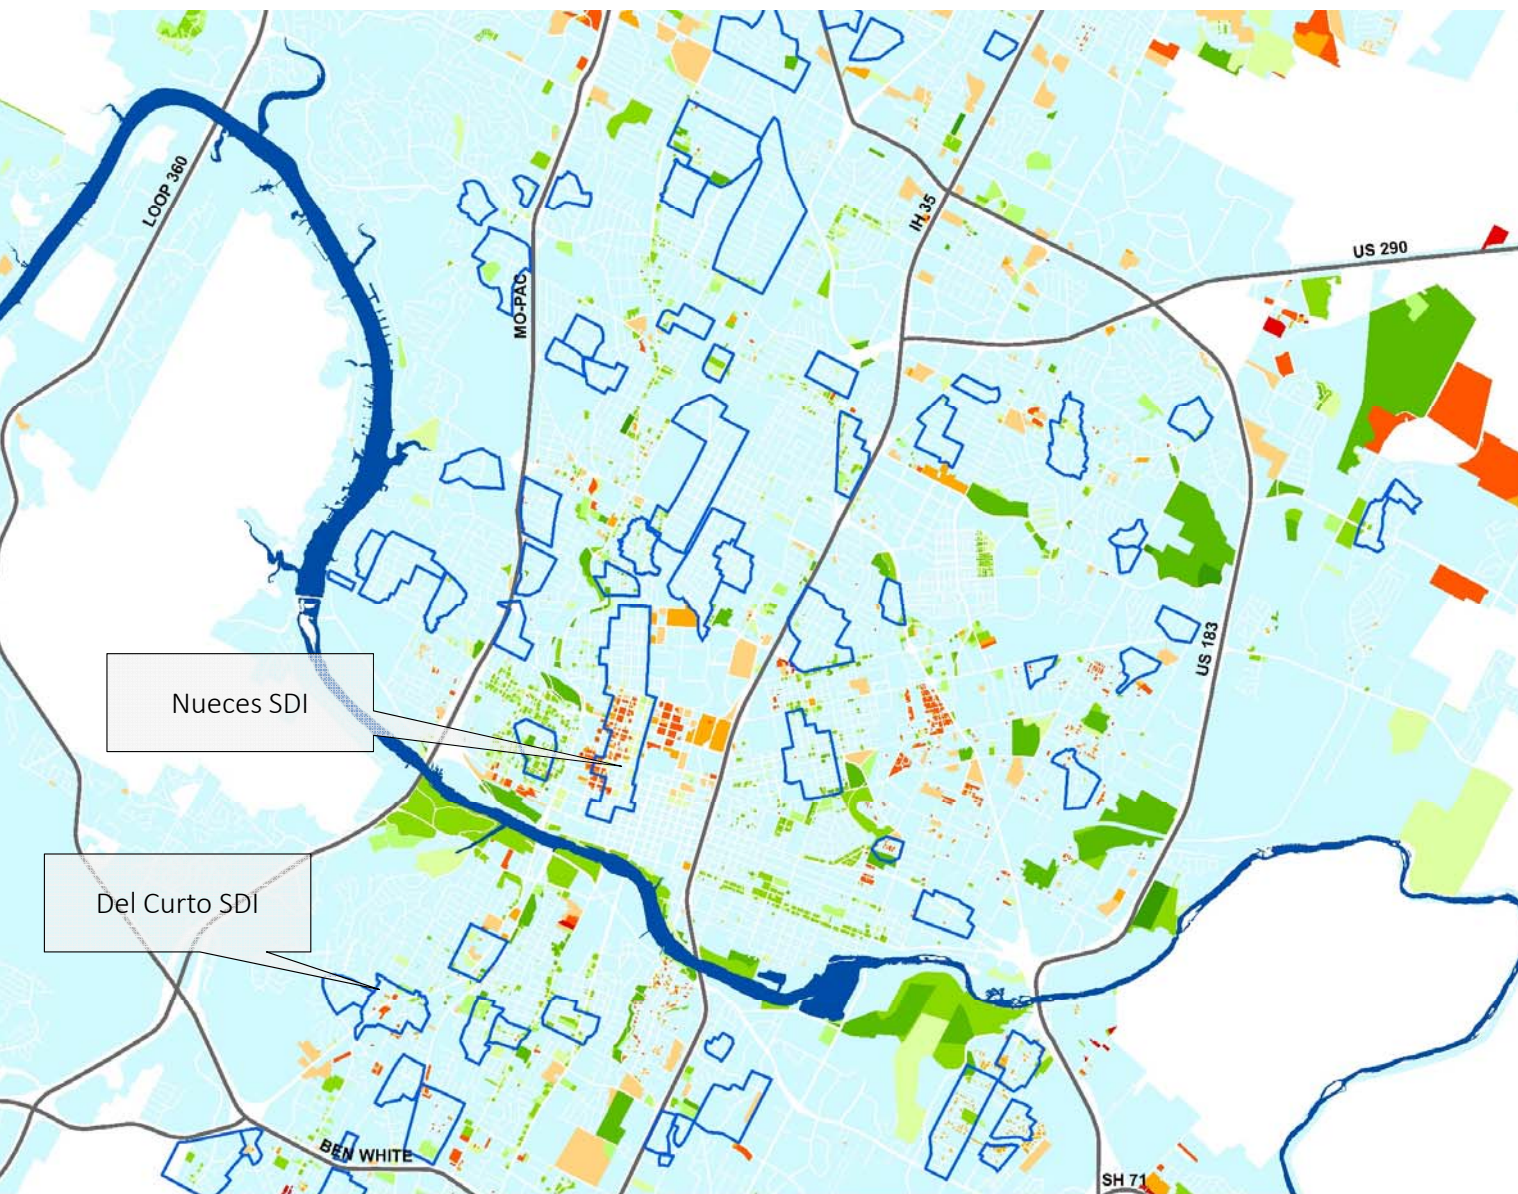 LOOP 360
IH 35
US 290
MO-PAC
US 183
Nueces SDI
Del Curto SDI
BEN WHITE
SH 71